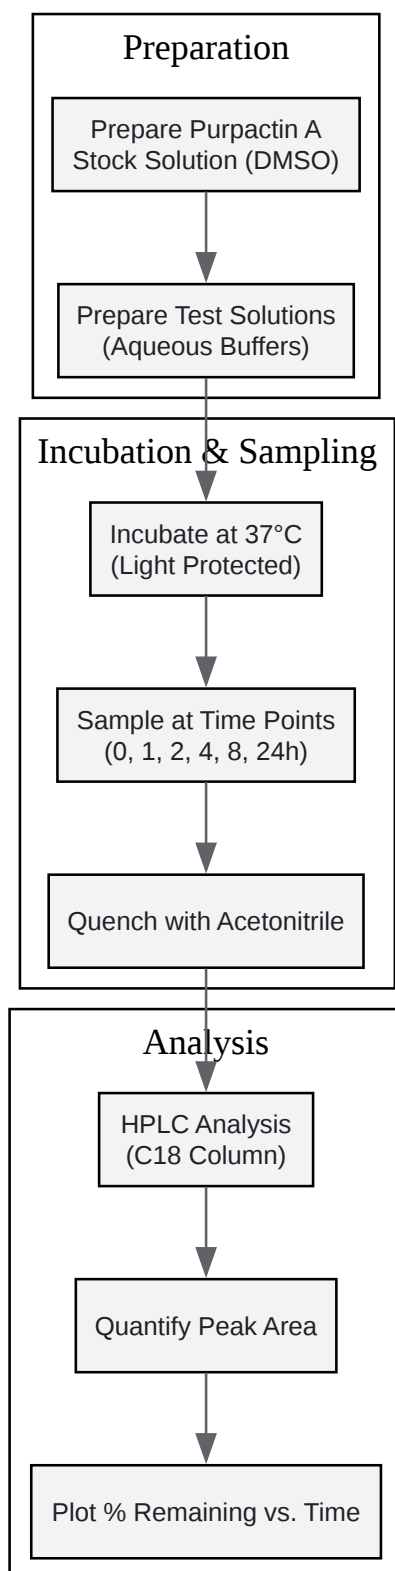 Preparation
Prepare Purpactin A
Stock Solution (DMSO)
Prepare Test Solutions
(Aqueous Buffers)
Incubation & Sampling
Incubate at 37°C
(Light Protected)
Sample at Time Points
(0, 1, 2, 4, 8, 24h)
Quench with Acetonitrile
Analysis
HPLC Analysis
(C18 Column)
Quantify Peak Area
Plot % Remaining vs. Time